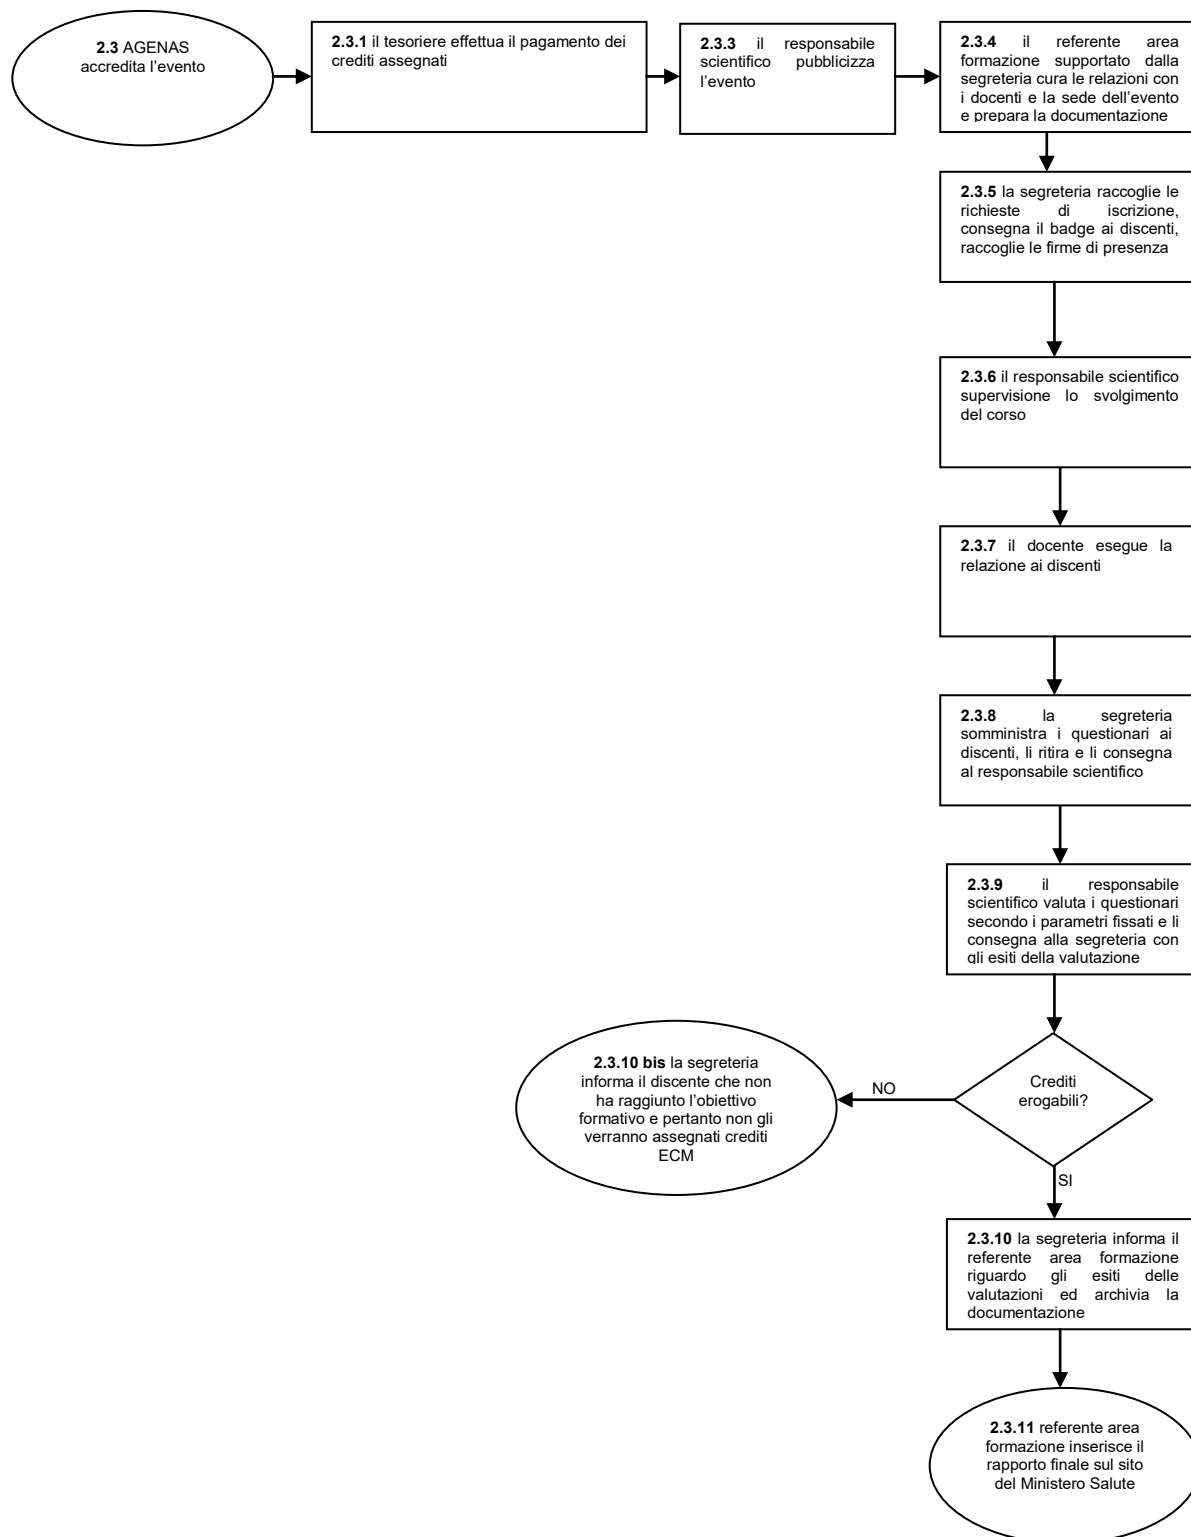 2.3 AGENAS
accredita l’evento
2.3.1 il tesoriere effettua il pagamento dei
crediti assegnati
2.3.3 il responsabile
scientifico pubblicizza
l’evento
2.3.4 il referente area
formazione supportato dalla
segreteria cura le relazioni con
i docenti e la sede dell’evento
e prepara la documentazione
2.3.5 la segreteria raccoglie le
richieste di iscrizione,
consegna il badge ai discenti,
raccoglie le firme di presenza
2.3.6 il responsabile scientifico
supervisione lo svolgimento
del corso
2.3.7 il docente esegue la
relazione ai discenti
2.3.8 la segreteria
somministra i questionari ai
discenti, li ritira e li consegna
al responsabile scientifico
2.3.9 il responsabile
scientifico valuta i questionari
secondo i parametri fissati e li
consegna alla segreteria con
gli esiti della valutazione
Crediti
erogabili?
NO
2.3.10 bis la segreteria
informa il discente che non
ha raggiunto l’obiettivo
formativo e pertanto non gli
verranno assegnati crediti
ECM
SI
2.3.10 la segreteria informa il
referente area formazione
riguardo gli esiti delle
valutazioni ed archivia la
documentazione
2.3.11 referente area
formazione inserisce il
rapporto finale sul sito
del Ministero Salute